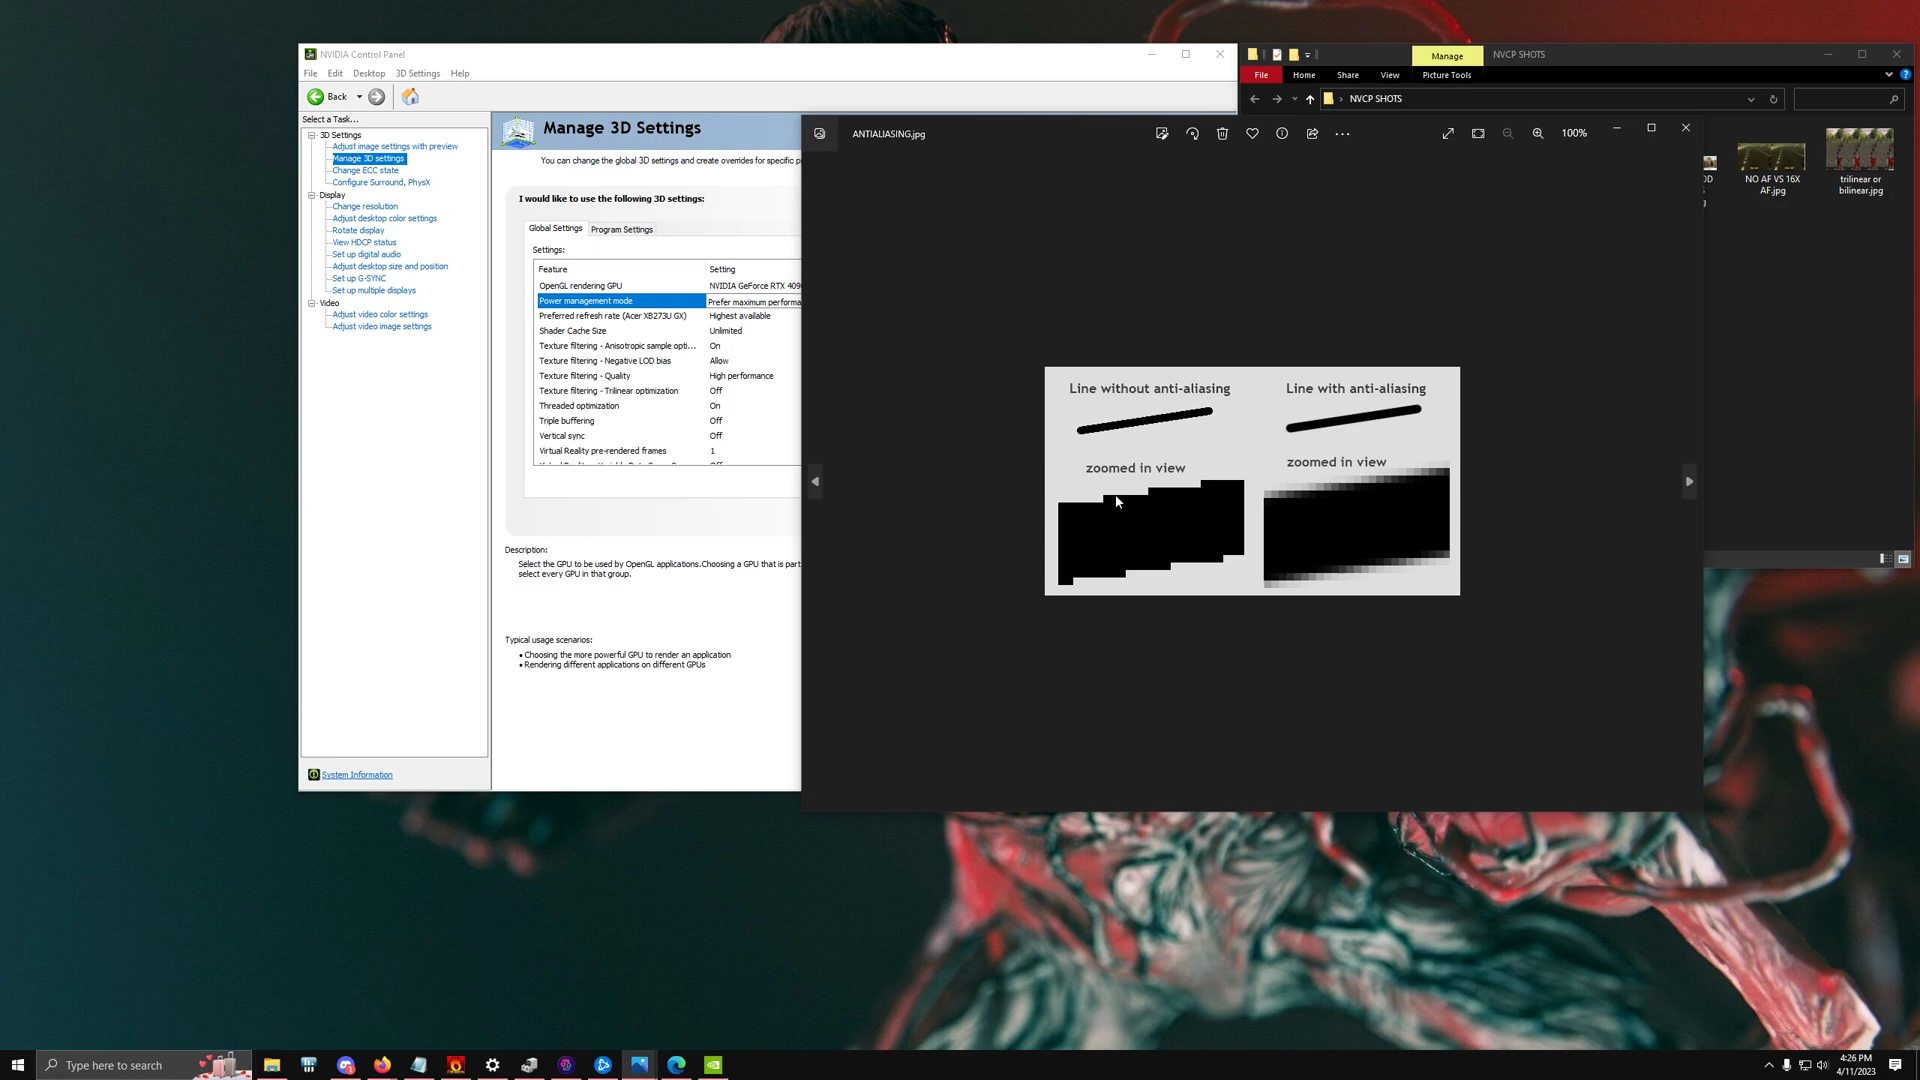 NVIDIA Control Panel
File Edit Desktop 3D Settings Help
Back
Select a Task...
3D Settings
Adjust image settings with preview
Manage 3D settings
Change ECC state
Configure Surround, PhysX
Display
Change resolution
Adjust desktop color settings
Rotate display
View HDCP status
Set up digital audio
Adjust desktop size and position
Set up G-SYNC
Set up multiple displays
Video
Adjust video color settings
Adjust video image settings
System Information
Manage 3D Settings
You can change the global 3D settings and create overrides for specific p
I would like to use the following 3D settings:
Global Settings Program Settings
Settings:
Feature Setting
OpenGL rendering GPU NVIDIA GeForce RTX 409
Power management mode Prefer maximum performa
Preferred refresh rate (Acer XB273U GX) Highest available
Shader Cache Size Unlimited
Texture filtering - Anisotropic sample opti... On
Texture filtering - Negative LOD bias Allow
Texture filtering - Quality High performance
Texture filtering - Trilinear optimization Off
Threaded optimization On
Triple buffering Off
Vertical sync Off
Virtual Reality pre-rendered frames 1
Description:
Select the GPU to be used by OpenGL applications.Choosing a GPU that is part
select every GPU in that group.
Typical usage scenarios:
• Choosing the more powerful GPU to render an application
• Rendering different applications on different GPUs
Manage NVCP SHOTS
File Home Share View Picture Tools
NVCP SHOTS
OD
NO AF VS 16X
AF.jpg
trilinear or
bilinear.jpg
ANTIALIASING.jpg
100%
Line without anti-aliasing
Line with anti-aliasing
zoomed in view
zoomed in view
Type here to search
4:26 PM
4/11/2023